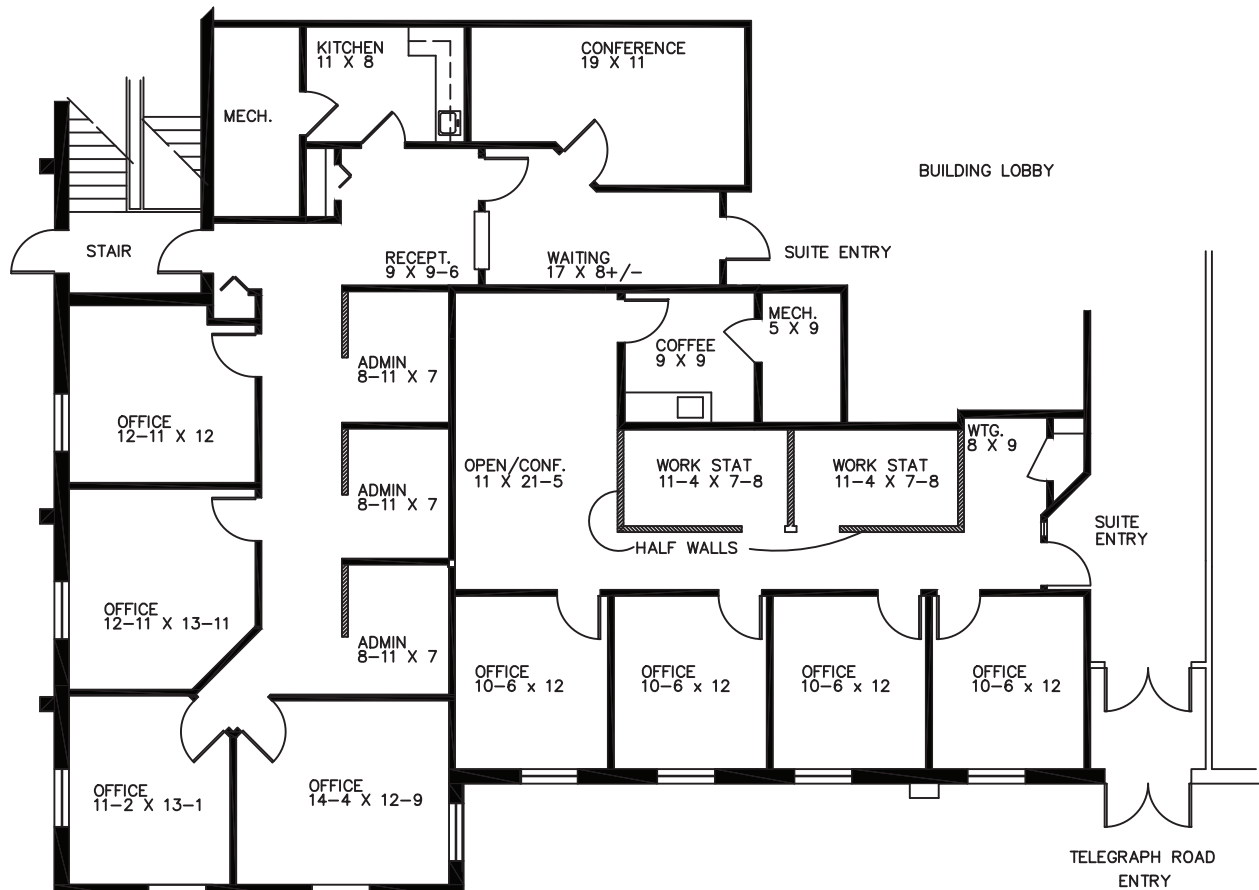 KITCHEN
11 X 8
CONFERENCE
19 X 11
MECH.
BUILDING LOBBY
STAIR
RECEPT.
9 X 9-6
WAITING
17 X 8+/-
SUITE ENTRY
MECH.
5 X 9
COFFEE
9 X 9
ADMIN
8-11 X 7
OFFICE
12-11 X 12
WTG.
8 X 9
OPEN/CONF.
11 X 21-5
WORK STAT
11-4 X 7-8
WORK STAT
11-4 X 7-8
ADMIN
8-11 X 7
SUITE
ENTRY
HALF WALLS
OFFICE
12-11 X 13-11
ADMIN
8-11 X 7
OFFICE
10-6 x 12
OFFICE
10-6 x 12
OFFICE
10-6 x 12
OFFICE
10-6 x 12
OFFICE
11-2 X 13-1
OFFICE
14-4 X 12-9
TELEGRAPH ROAD
ENTRY